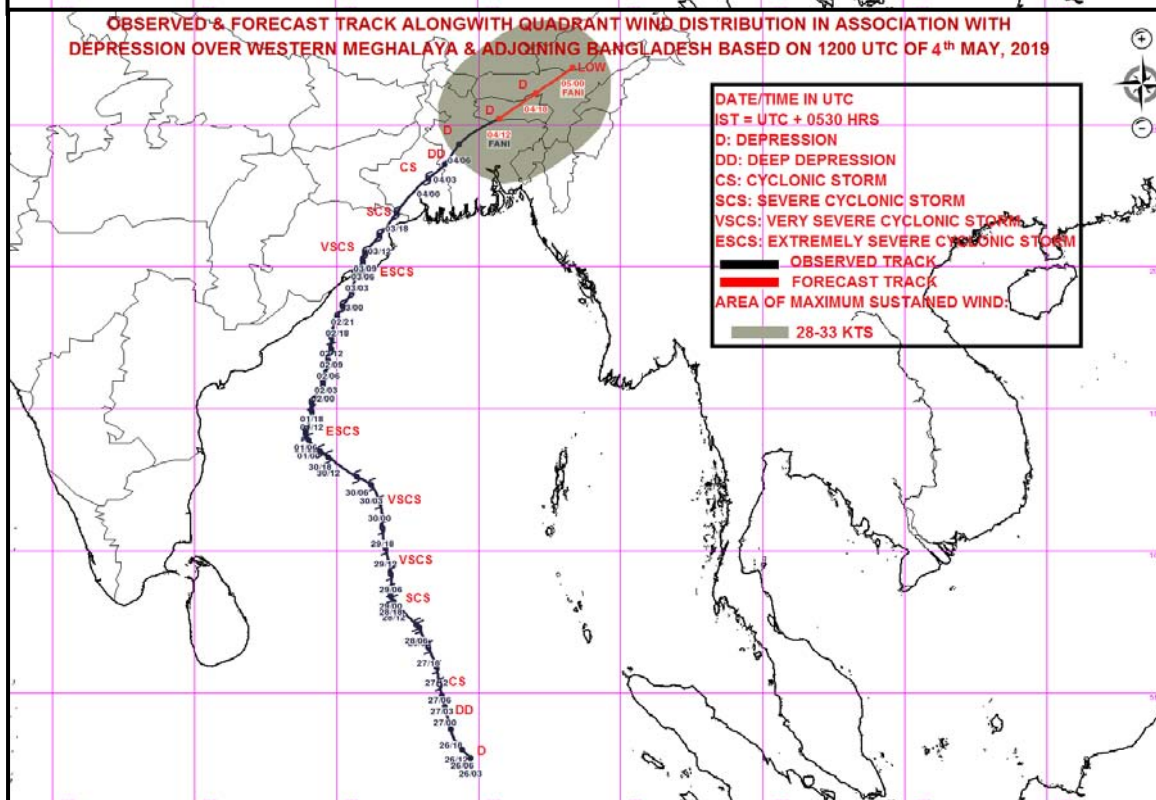 OBSERVED & FORECAST TRACK ALONGWITH QUADRANT WIND DISTRIBUTION IN ASSOCIATION WITH
DEPRESSION OVER WESTERN MEGHALAYA & ADJOINING BANGLADESH BASED ON 1200 UTC OF 4th MAY, 2019
DATE/TIME IN UTC
IST = UTC + 0530 HRS
D: DEPRESSION
DD: DEEP DEPRESSION
CS: CYCLONIC STORM
SCS: SEVERE CYCLONIC STORM
VSCS: VERY SEVERE CYCLONIC STORM
ESCS: EXTREMELY SEVERE CYCLONIC STORM
OBSERVED TRACK
FORECAST TRACK
AREA OF MAXIMUM SUSTAINED WIND:
28-33 KTS
LOW
05/00
FANI
D
04/18
D
04/12
FANI
D
04/06
DD
04/03
CS
04/00
SCS
03/18
03/12
VSCS
03/09
ESCS
03/06
03/03
03/00
02/21
02/18
02/12
02/09
02/06
02/03
02/00
01/18
01/12
ESCS
01/06
01/00
30/18
30/12
30/06
30/03
VSCS
30/00
29/18
29/12
VSCS
29/06
SCS
29/00
28/18
28/12
28/06
27/18
27/12
CS
27/06
27/03
DD
27/00
26/18
D
26/12
26/06
26/03